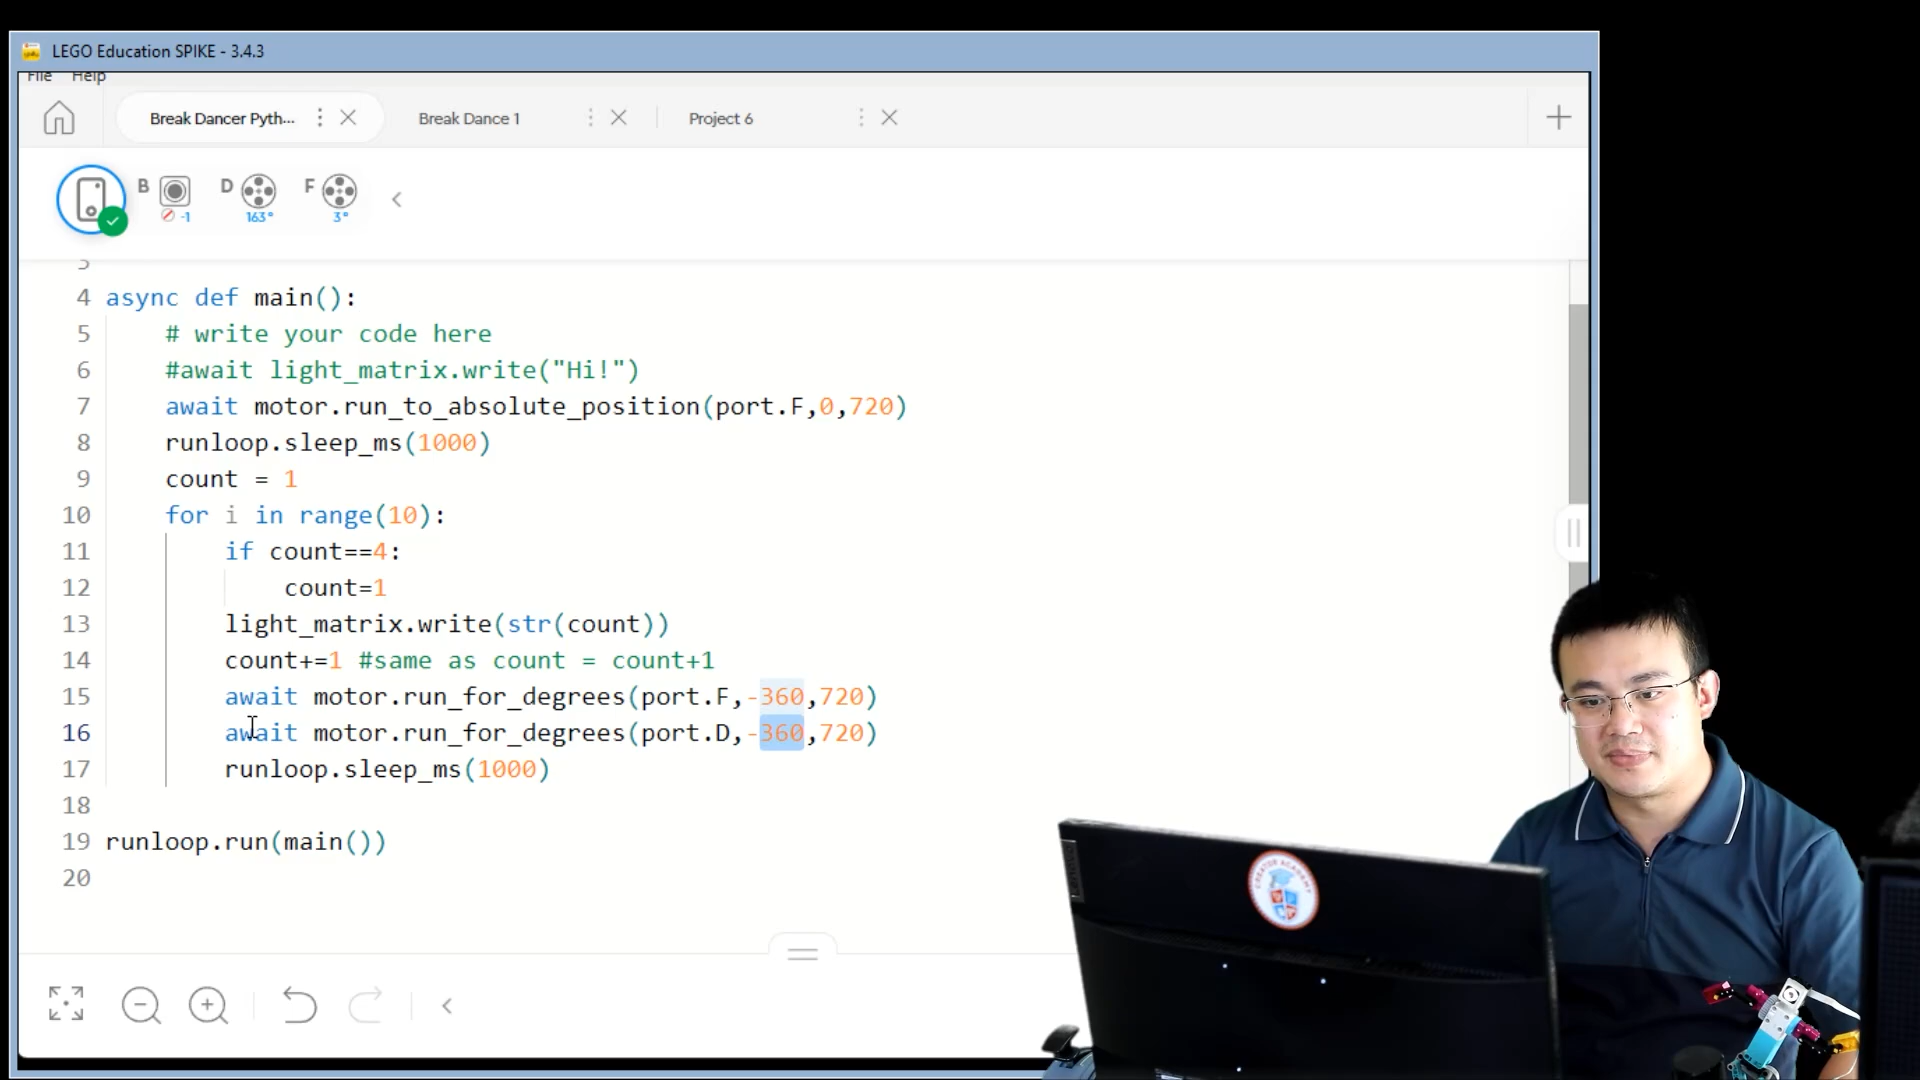 LEGO Education SPIKE - 3.4.3
File Help
Break Dancer Pyth... Break Dance 1 Project 6
B D F
-1 163° 3°
3
4 async def main():
5 # write your code here
6 #await light_matrix.write("Hi!")
7 await motor.run_to_absolute_position(port.F,0,720)
8 runloop.sleep_ms(1000)
9 count = 1
10 for i in range(10):
11 if count==4:
12 count=1
13 light_matrix.write(str(count))
14 count+=1 #same as count = count+1
15 await motor.run_for_degrees(port.F,-360,720)
16 await motor.run_for_degrees(port.D,-360,720)
17 runloop.sleep_ms(1000)
18
19 runloop.run(main())
20
CREATOR ACADEMY